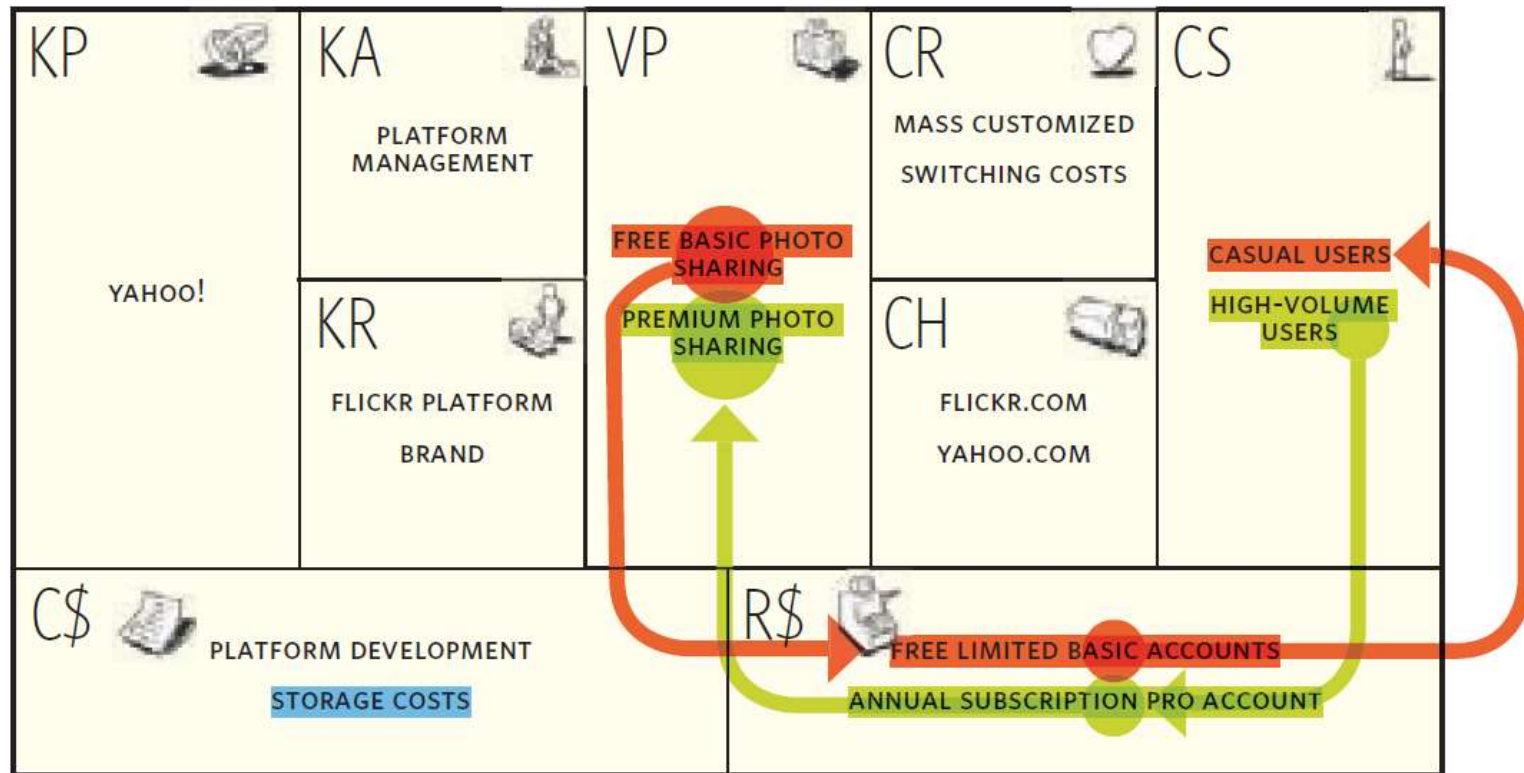 KP
YAHOO!
KA
PLATFORM
MANAGEMENT
KR
FLICKR PLATFORM
BRAND
VP
FREE BASIC PHOTO
SHARING
PREMIUM PHOTO
SHARING
CR
MASS CUSTOMIZED
SWITCHING COSTS
CH
FLICKR.COM
YAHOO.COM
CS
CASUAL USERS
HIGH-VOLUME
USERS
C$
PLATFORM DEVELOPMENT
STORAGE COSTS
R$
FREE LIMITED BASIC ACCOUNTS
ANNUAL SUBSCRIPTION PRO ACCOUNT